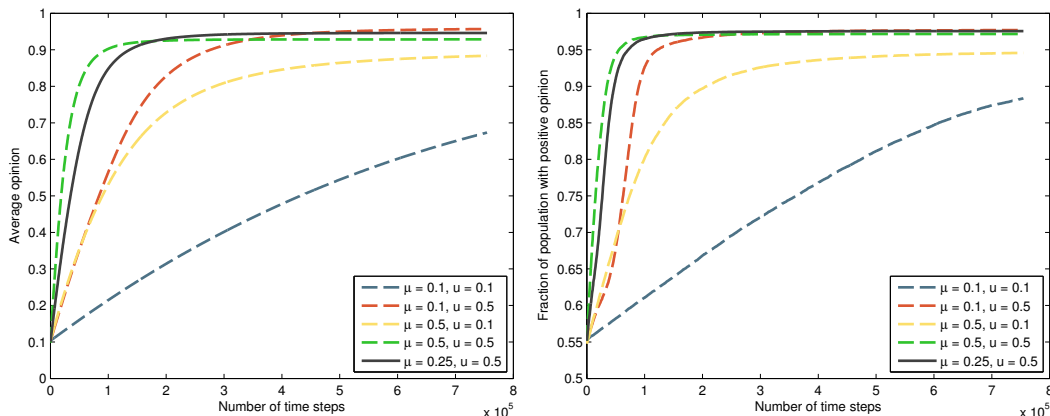 1
0.9
0.8
0.7
0.6
0.5
0.4
0.3
0.2
0.1
0
Average opinion
0 1 2 3 4 5 6 7 8
Number of time steps
x 10^5
μ = 0.1, u = 0.1
μ = 0.1, u = 0.5
μ = 0.5, u = 0.1
μ = 0.5, u = 0.5
μ = 0.25, u = 0.5
1
0.95
0.9
0.85
0.8
0.75
0.7
0.65
0.6
0.55
0.5
Fraction of population with positive opinion
0 1 2 3 4 5 6 7 8
Number of time steps
x 10^5
μ = 0.1, u = 0.1
μ = 0.1, u = 0.5
μ = 0.5, u = 0.1
μ = 0.5, u = 0.5
μ = 0.25, u = 0.5